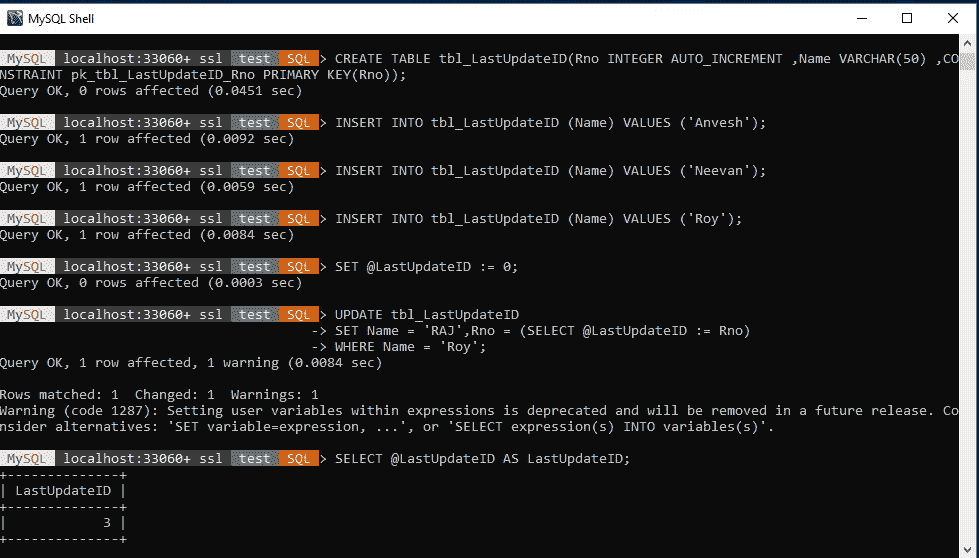 MySQL Shell
MySQL localhost:33060+ ssl test SQL> CREATE TABLE tbl_LastUpdateID(Rno INTEGER AUTO_INCREMENT ,Name VARCHAR(50) ,CO
NSTRAINT pk_tbl_LastUpdateID_Rno PRIMARY KEY(Rno));
Query OK, 0 rows affected (0.0451 sec)
MySQL localhost:33060+ ssl test SQL> INSERT INTO tbl_LastUpdateID (Name) VALUES ('Anvesh');
Query OK, 1 row affected (0.0092 sec)
MySQL localhost:33060+ ssl test SQL> INSERT INTO tbl_LastUpdateID (Name) VALUES ('Neevan');
Query OK, 1 row affected (0.0059 sec)
MySQL localhost:33060+ ssl test SQL> INSERT INTO tbl_LastUpdateID (Name) VALUES ('Roy');
Query OK, 1 row affected (0.0084 sec)
MySQL localhost:33060+ ssl test SQL> SET @LastUpdateID := 0;
Query OK, 0 rows affected (0.0003 sec)
MySQL localhost:33060+ ssl test SQL> UPDATE tbl_LastUpdateID
-> SET Name = 'RAJ',Rno = (SELECT @LastUpdateID := Rno)
-> WHERE Name = 'Roy';
Query OK, 1 row affected, 1 warning (0.0084 sec)
Rows matched: 1  Changed: 1  Warnings: 1
Warning (code 1287): Setting user variables within expressions is deprecated and will be removed in a future release. Co
nsider alternatives: 'SET variable=expression, ...', or 'SELECT expression(s) INTO variables(s)'.
MySQL localhost:33060+ ssl test SQL> SELECT @LastUpdateID AS LastUpdateID;
+--------------+
| LastUpdateID |
+--------------+
|            3 |
+--------------+